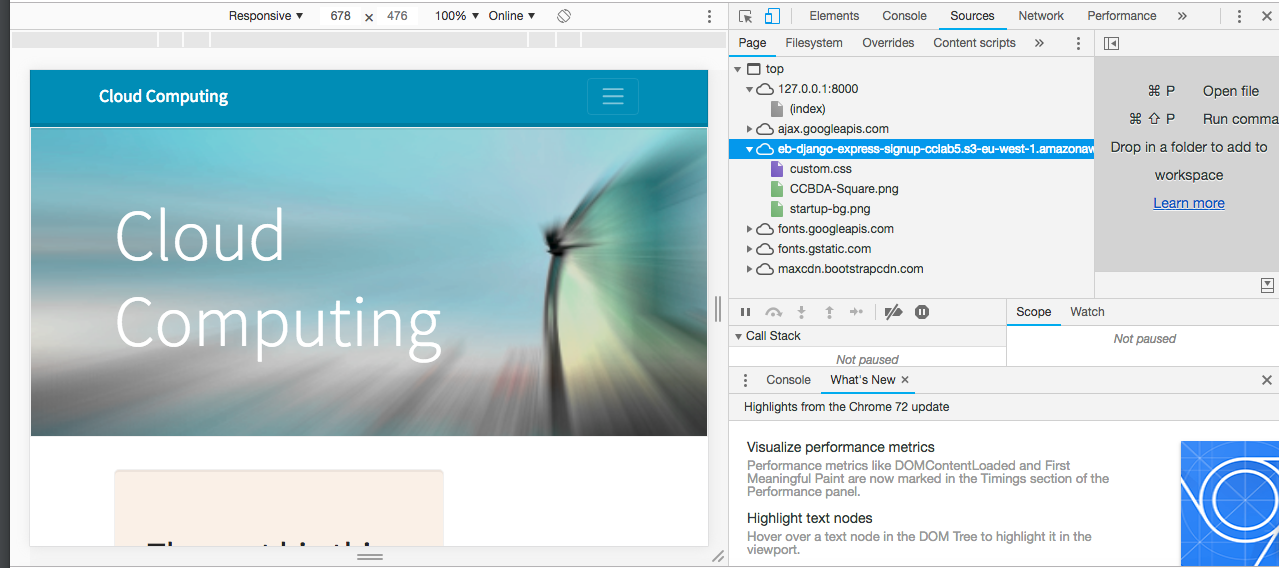 Responsive ▼ 678 × 476 100% ▼ Online ▼
Elements Console Sources Network Performance »
Page Filesystem Overrides Content scripts »
top
127.0.0.1:8000
(index)
ajax.googleapis.com
eb-django-express-signup-cclab5.s3-eu-west-1.amazonaw
custom.css
CCBDA-Square.png
startup-bg.png
fonts.googleapis.com
fonts.gstatic.com
maxcdn.bootstrapcdn.com
⌘ P Open file
⌘ ⇧ P Run comma
Drop in a folder to add to
workspace
Learn more
Cloud Computing
Cloud
Computing
Scope Watch
Call Stack
Not paused
Not paused
Console What's New ×
Highlights from the Chrome 72 update
Visualize performance metrics
Performance metrics like DOMContentLoaded and First
Meaningful Paint are now marked in the Timings section of the
Performance panel.
Highlight text nodes
Hover over a text node in the DOM Tree to highlight it in the
viewport.